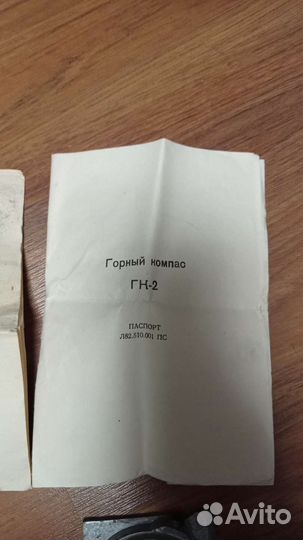 Горный компас
ГК-2
ПАСПОРТ
Л82.510.001 ПС
Avito